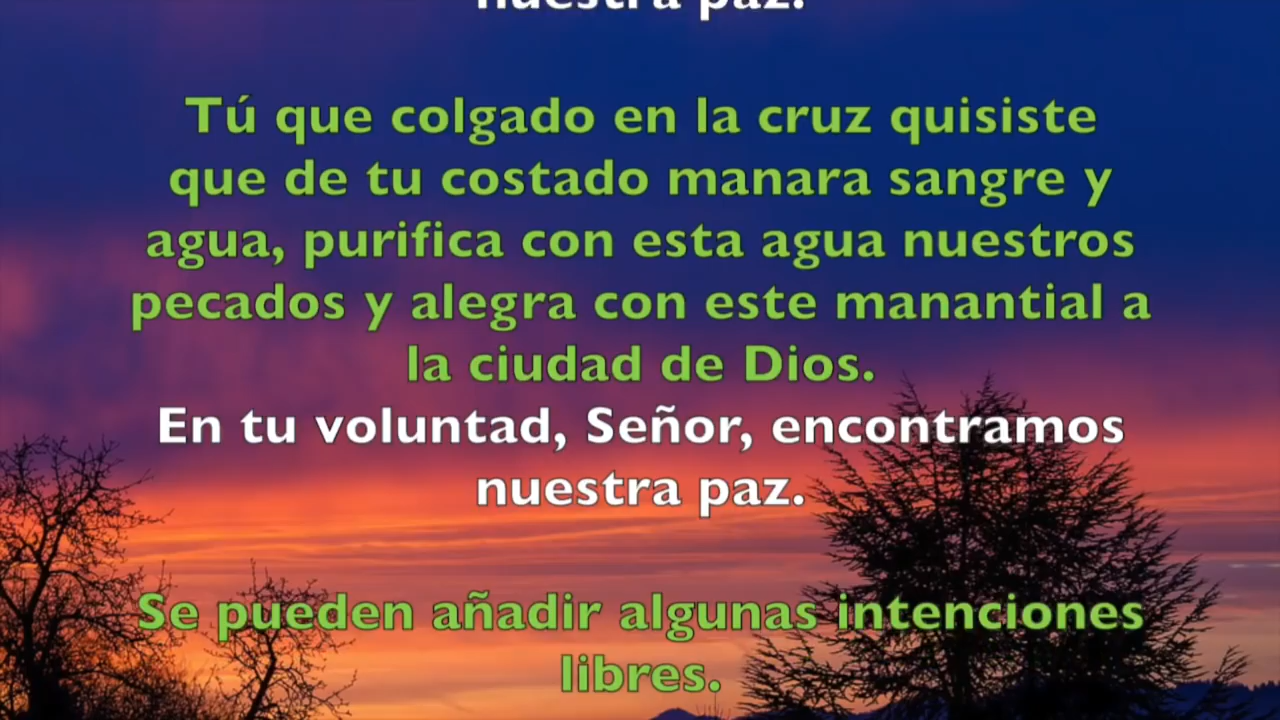 nuestra paz.
Tú que colgado en la cruz quisiste
que de tu costado manara sangre y
agua, purifica con esta agua nuestros
pecados y alegra con este manantial a
la ciudad de Dios.
En tu voluntad, Señor, encontramos
nuestra paz.
Se pueden añadir algunas intenciones
libres.